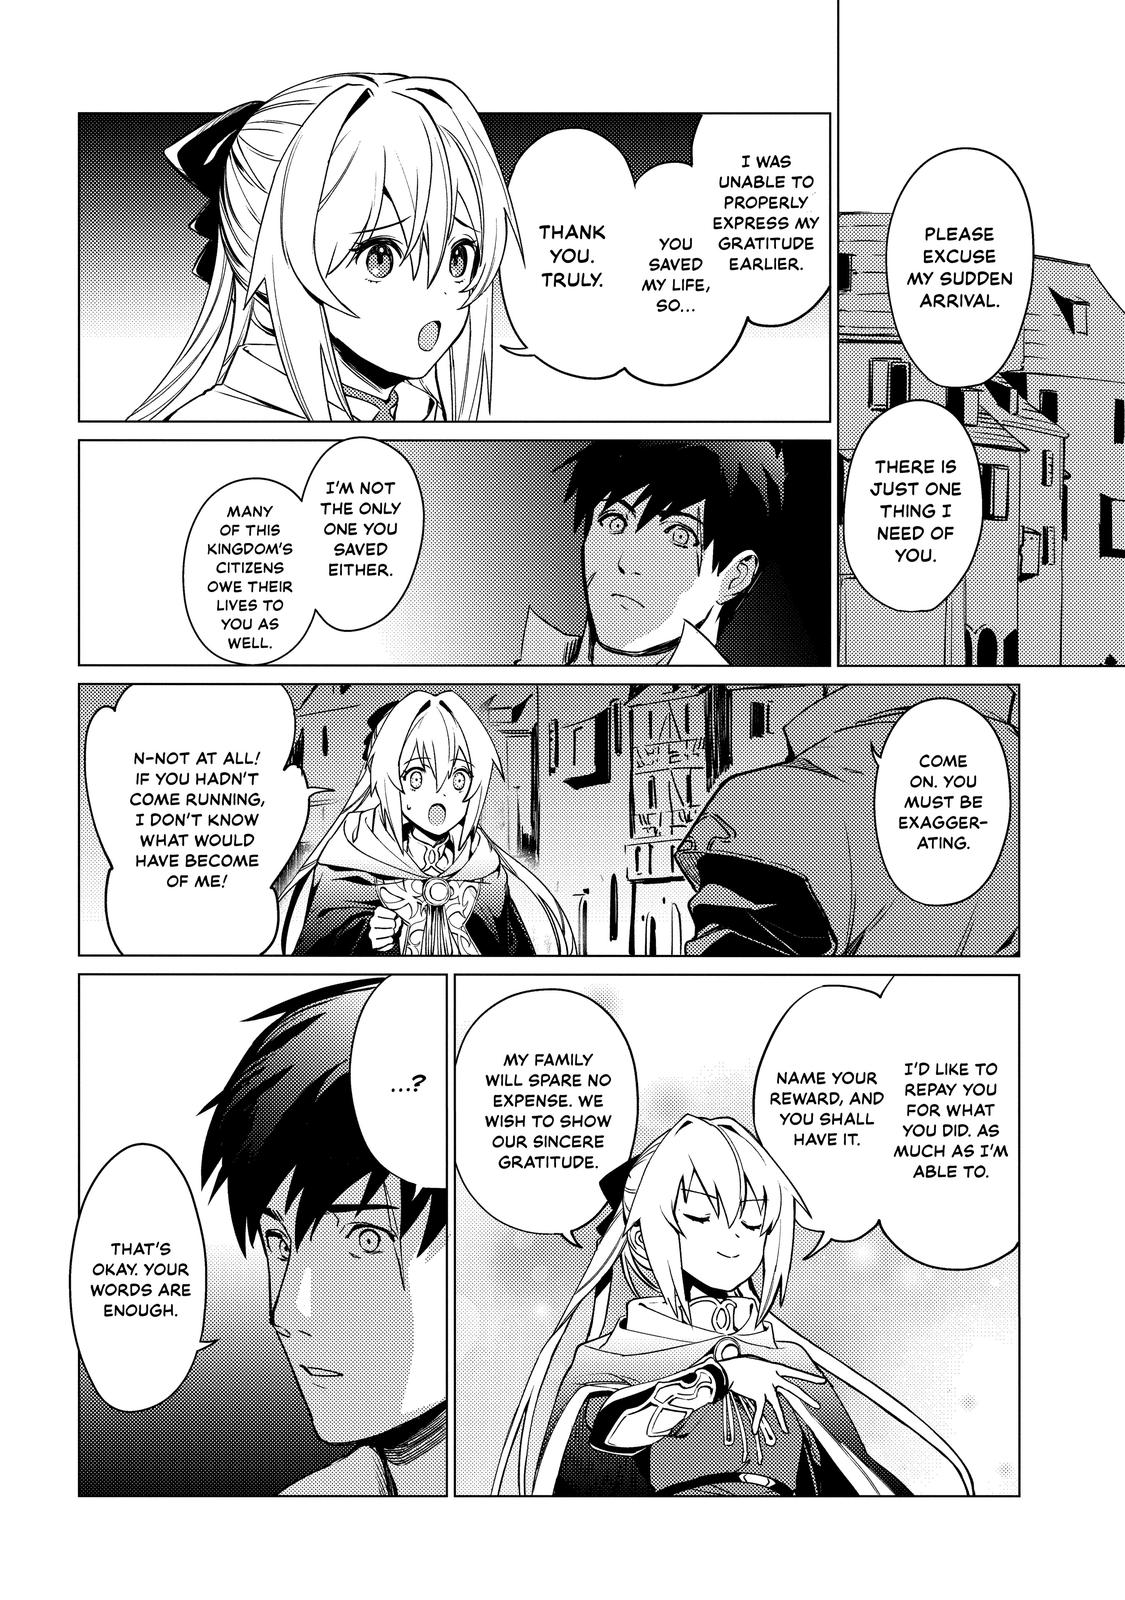 PLEASE
EXCUSE
MY SUDDEN
ARRIVAL.
THERE IS
JUST ONE
THING I
NEED OF
YOU.
I WAS
UNABLE TO
PROPERLY
EXPRESS MY
GRATITUDE
EARLIER.
YOU
SAVED
MY LIFE,
SO...
THANK
YOU.
TRULY.
I'M NOT
THE ONLY
ONE YOU
SAVED
EITHER.
MANY
OF THIS
KINGDOM'S
CITIZENS
OWE THEIR
LIVES TO
YOU AS
WELL.
COME
ON. YOU
MUST BE
EXAGGER-
ATING.
N-NOT AT ALL!
IF YOU HADN'T
COME RUNNING,
I DON'T KNOW
WHAT WOULD
HAVE BECOME
OF ME!
I'D LIKE TO
REPAY YOU
FOR WHAT
YOU DID. AS
MUCH AS I'M
ABLE TO.
NAME YOUR
REWARD, AND
YOU SHALL
HAVE IT.
MY FAMILY
WILL SPARE NO
EXPENSE. WE
WISH TO SHOW
OUR SINCERE
GRATITUDE.
...?
THAT'S
OKAY. YOUR
WORDS ARE
ENOUGH.